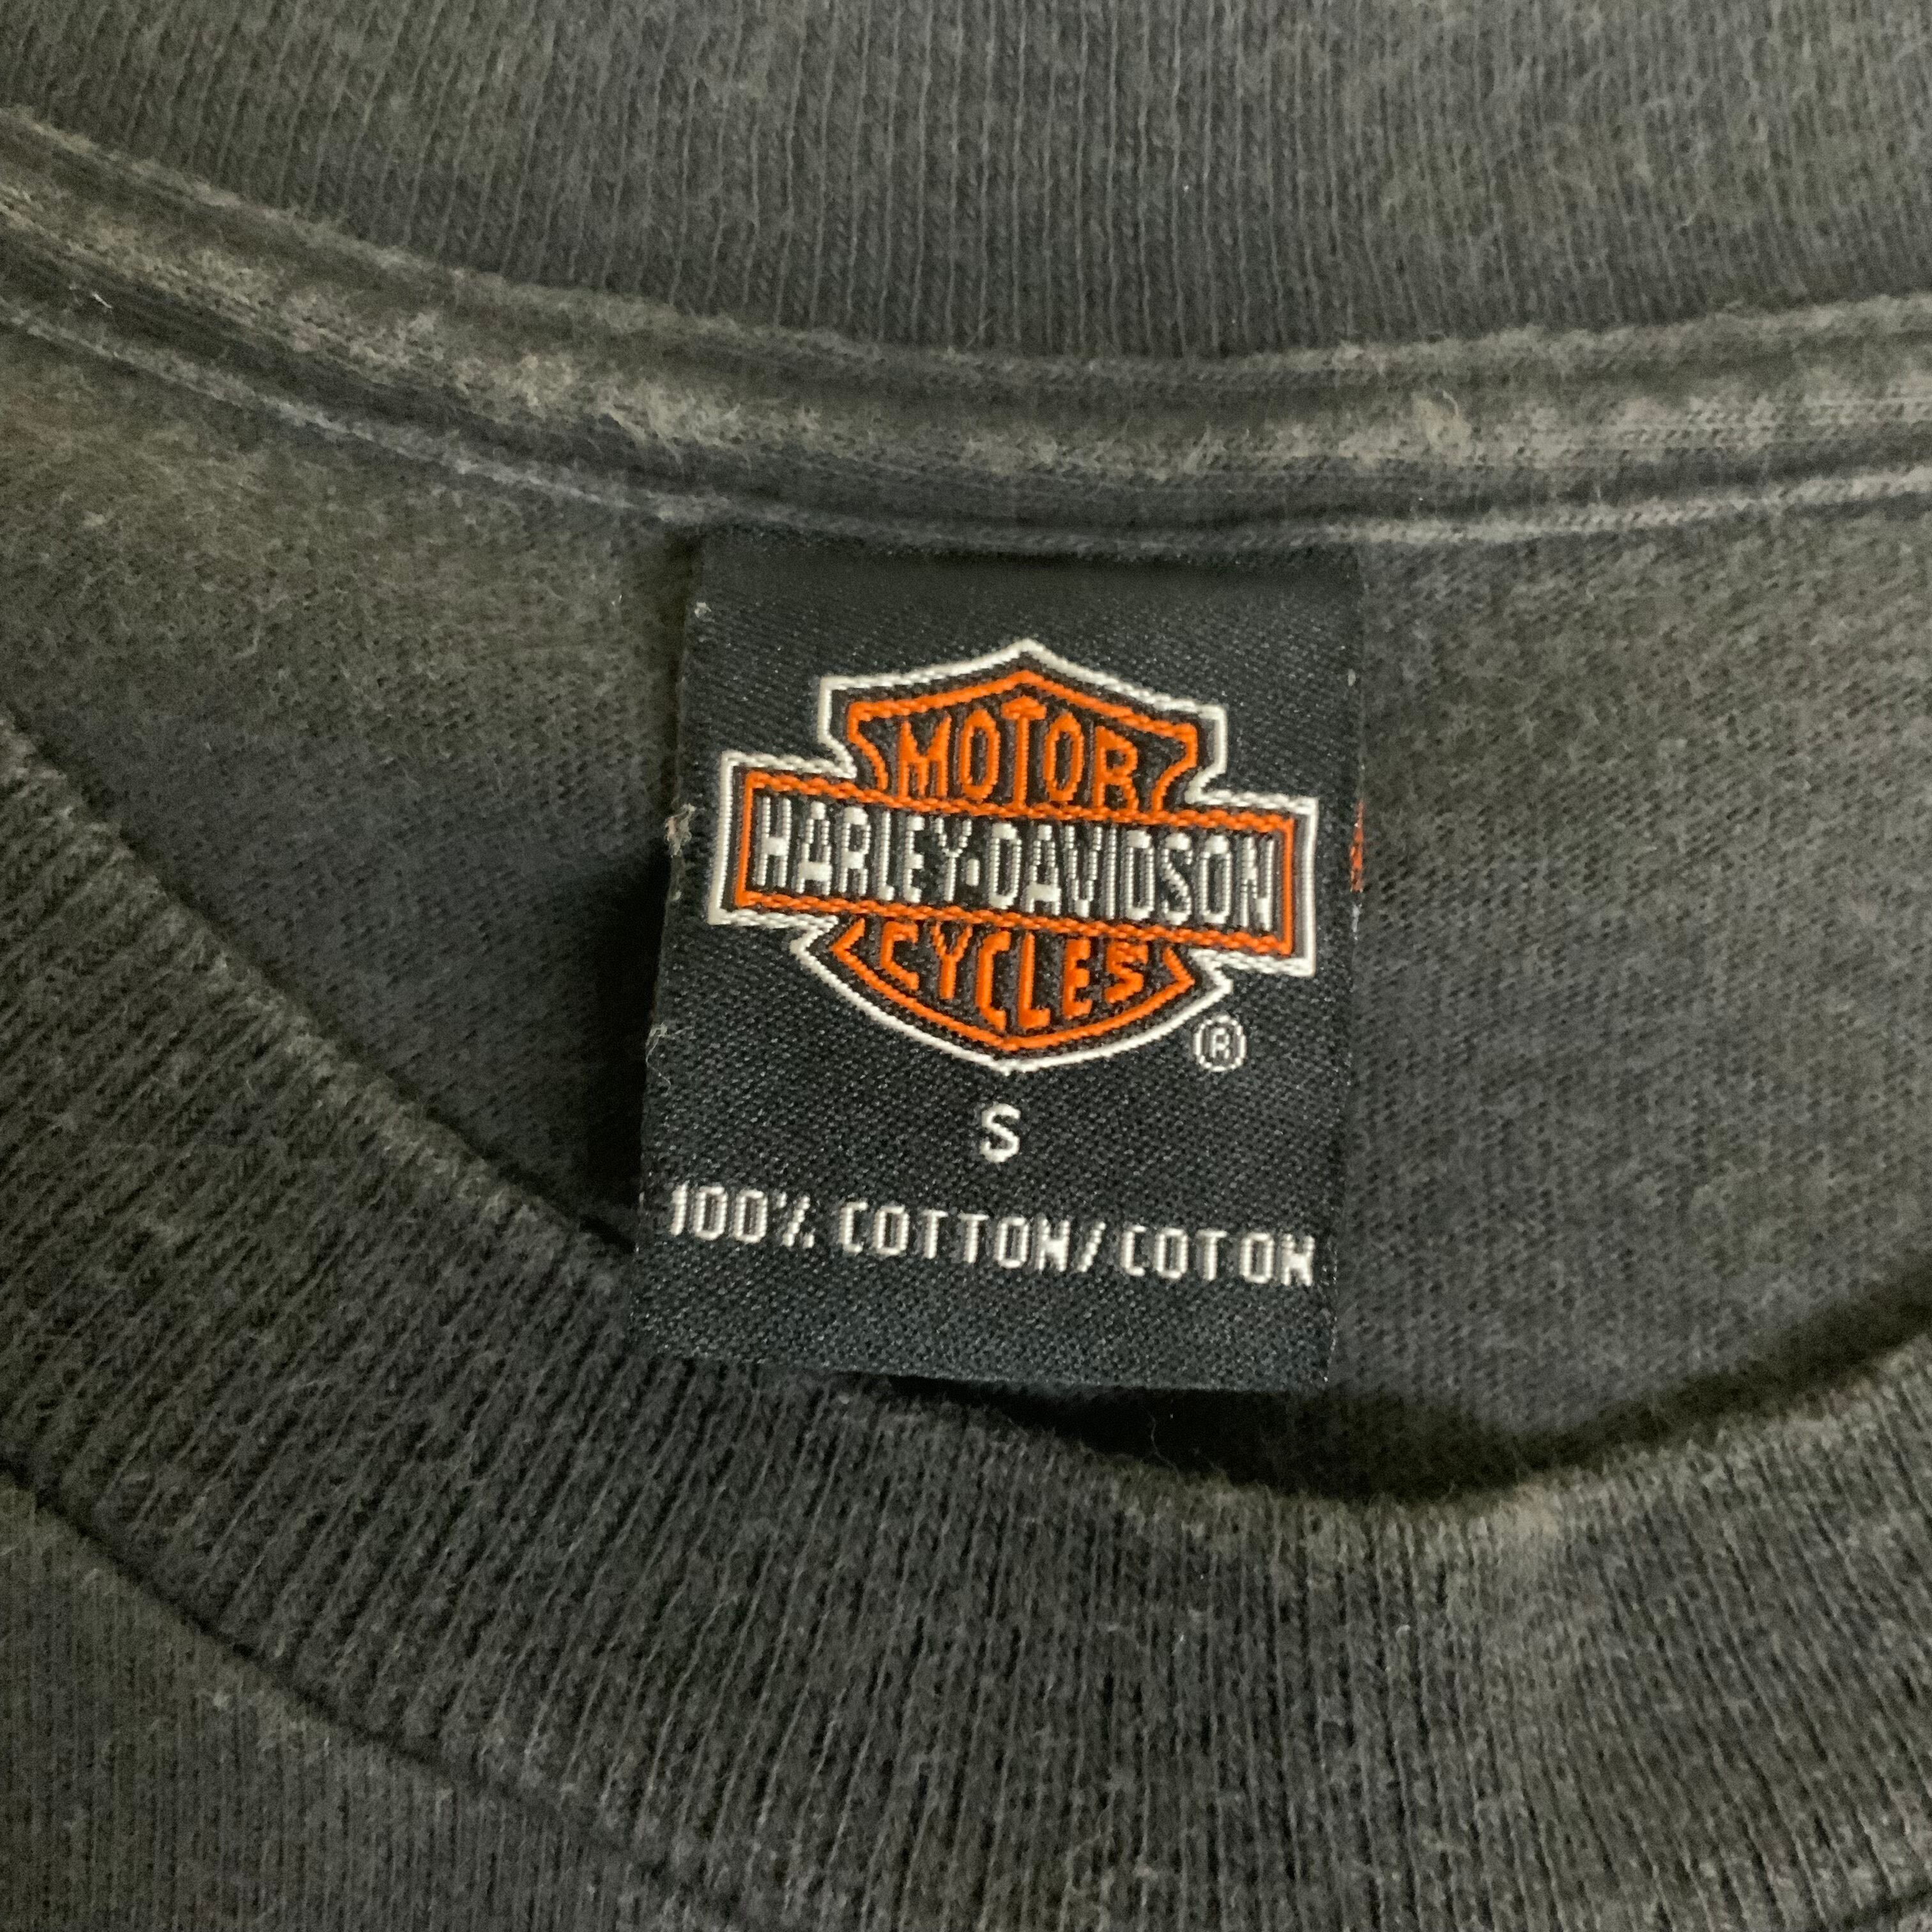 MOTOR
HARLEY-DAVIDSON
CYCLES
®
S
100% COTTON/COTON